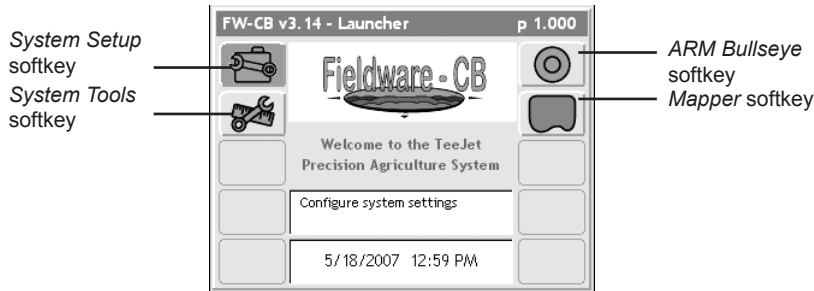 System Setup
softkey
System Tools
softkey
FW-CB v3.14 - Launcher p 1.000
Fieldware - CB
Welcome to the TeeJet
Precision Agriculture System
Configure system settings
5/18/2007 12:59 PM
ARM Bullseye
softkey
Mapper softkey